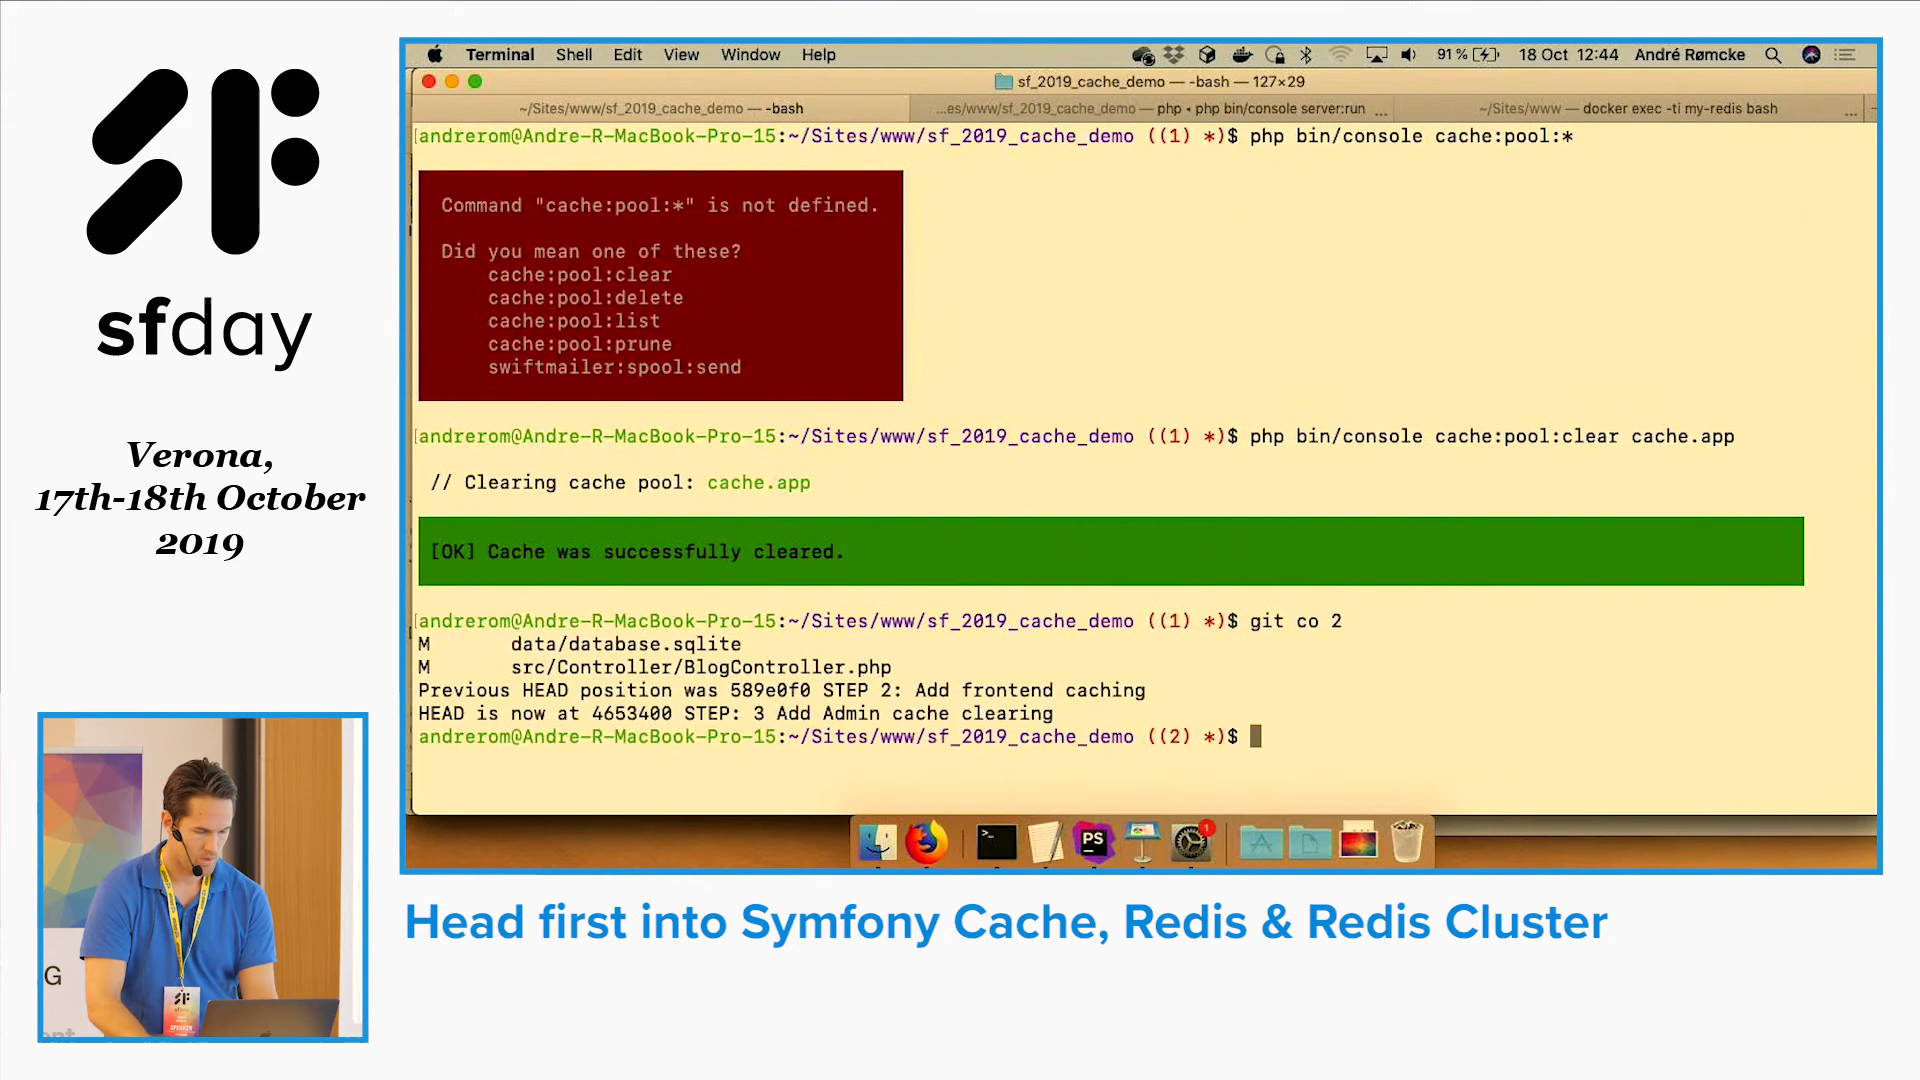 sfday
Verona,
17th-18th October
2019
Terminal Shell Edit View Window Help 91% 18 Oct 12:44 André Rømcke
sf_2019_cache_demo — -bash — 127×29
~/Sites/www/sf_2019_cache_demo — -bash
...es/www/sf_2019_cache_demo — php • php bin/console server:run ...
~/Sites/www — docker exec -ti my-redis bash ...
[andrerom@Andre-R-MacBook-Pro-15:~/Sites/www/sf_2019_cache_demo ((1) *)$ php bin/console cache:pool:*
Command "cache:pool:*" is not defined.
Did you mean one of these?
cache:pool:clear
cache:pool:delete
cache:pool:list
cache:pool:prune
swiftmailer:spool:send
[andrerom@Andre-R-MacBook-Pro-15:~/Sites/www/sf_2019_cache_demo ((1) *)$ php bin/console cache:pool:clear cache.app
// Clearing cache pool: cache.app
[OK] Cache was successfully cleared.
[andrerom@Andre-R-MacBook-Pro-15:~/Sites/www/sf_2019_cache_demo ((1) *)$ git co 2
M data/database.sqlite
M src/Controller/BlogController.php
Previous HEAD position was 589e0f0 STEP 2: Add frontend caching
HEAD is now at 4653400 STEP: 3 Add Admin cache clearing
andrerom@Andre-R-MacBook-Pro-15:~/Sites/www/sf_2019_cache_demo ((2) *)$
PS
1
G
SPEAKER
Head first into Symfony Cache, Redis & Redis Cluster